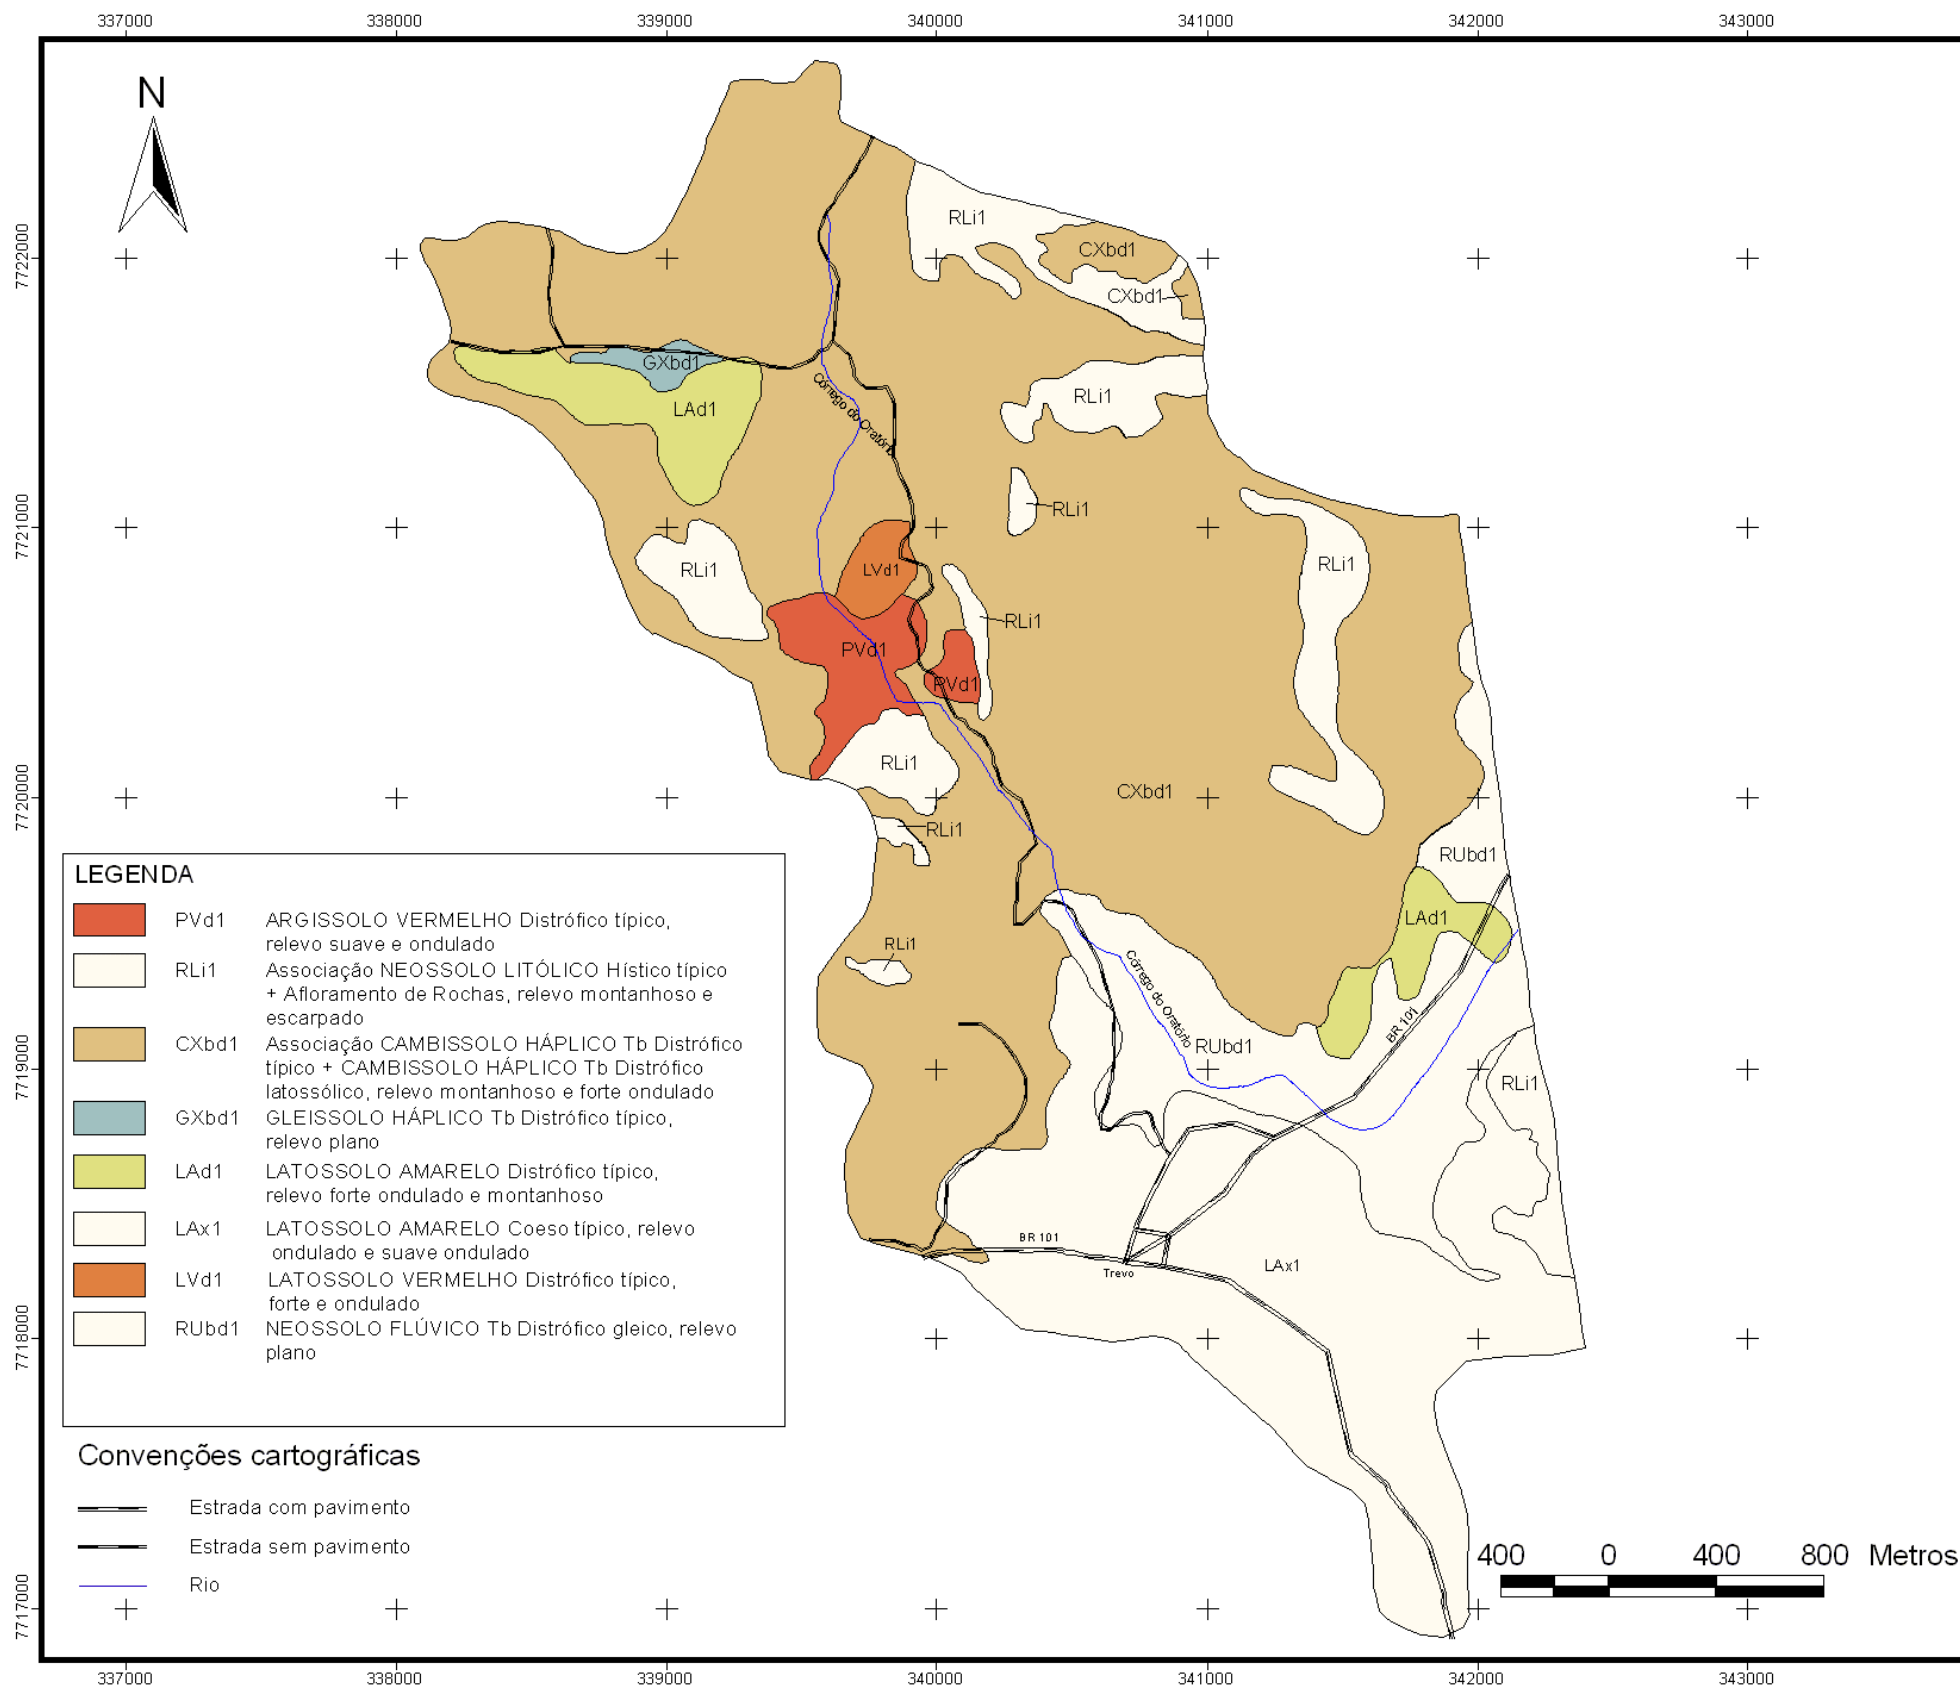 337000 338000 339000 340000 341000 342000 343000
N
7722000
7721000
7720000
7719000
7718000
7717000
RLi1
CXbd1
CXbd1
GXbd1
LAd1
RLi1
Córrego do Oratório
RLi1
RLi1
RLi1
LVd1
RLi1
PVd1
PVd1
RLi1
CXbd1
RLi1
RUbd1
LAd1
RLi1
Córrego do Oratório
BR 101
RUbd1
RLi1
BR 101
Trevo
LAx1
LEGENDA
PVd1 ARGISSOLO VERMELHO Distrófico típico,
relevo suave e ondulado
RLi1 Associação NEOSSOLO LITÓLICO Hístico típico
+ Afloramento de Rochas, relevo montanhoso e
escarpado
CXbd1 Associação CAMBISSOLO HÁPLICO Tb Distrófico
típico + CAMBISSOLO HÁPLICO Tb Distrófico
latossólico, relevo montanhoso e forte ondulado
GXbd1 GLEISSOLO HÁPLICO Tb Distrófico típico,
relevo plano
LAd1 LATOSSOLO AMARELO Distrófico típico,
relevo forte ondulado e montanhoso
LAx1 LATOSSOLO AMARELO Coeso típico, relevo
ondulado e suave ondulado
LVd1 LATOSSOLO VERMELHO Distrófico típico,
forte e ondulado
RUbd1 NEOSSOLO FLÚVICO Tb Distrófico gleico, relevo
plano
Convenções cartográficas
Estrada com pavimento
Estrada sem pavimento
Rio
400 0 400 800 Metros
337000 338000 339000 340000 341000 342000 343000